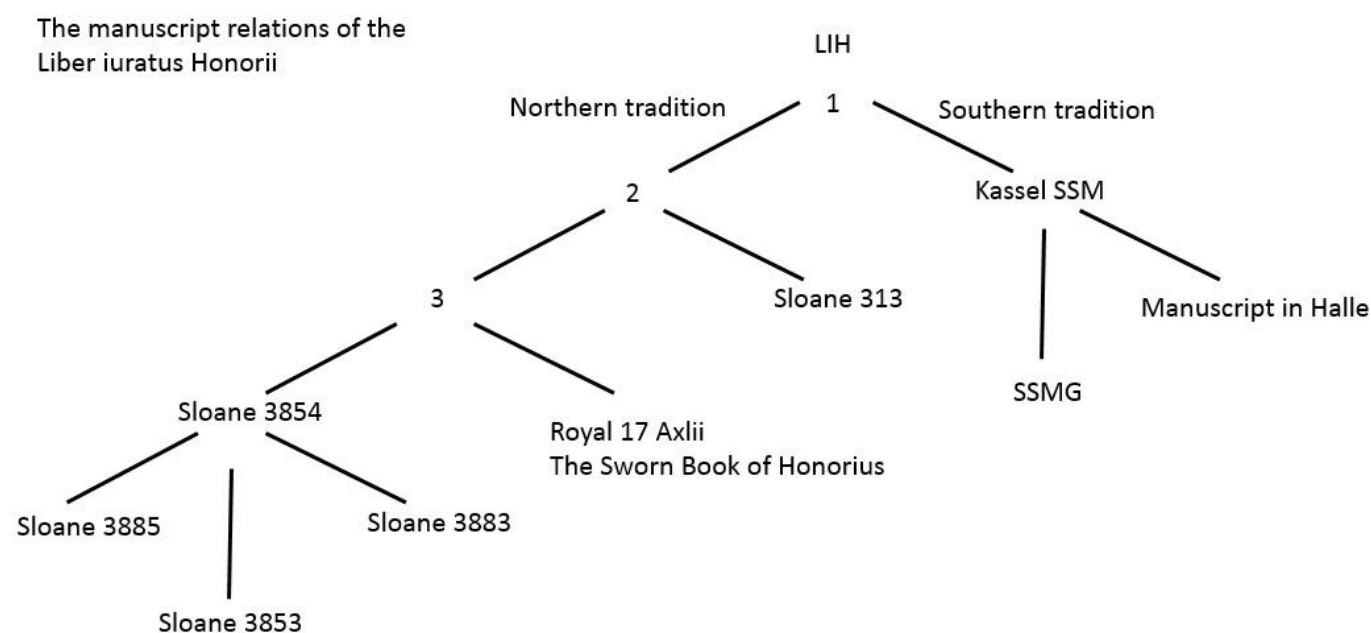 The manuscript relations of the
Liber iuratus Honorii
LIH
1
Northern tradition
Southern tradition
2
Kassel SSM
3
Sloane 313
Manuscript in Halle
SSMG
Sloane 3854
Royal 17 Axlii
The Sworn Book of Honorius
Sloane 3885
Sloane 3883
Sloane 3853